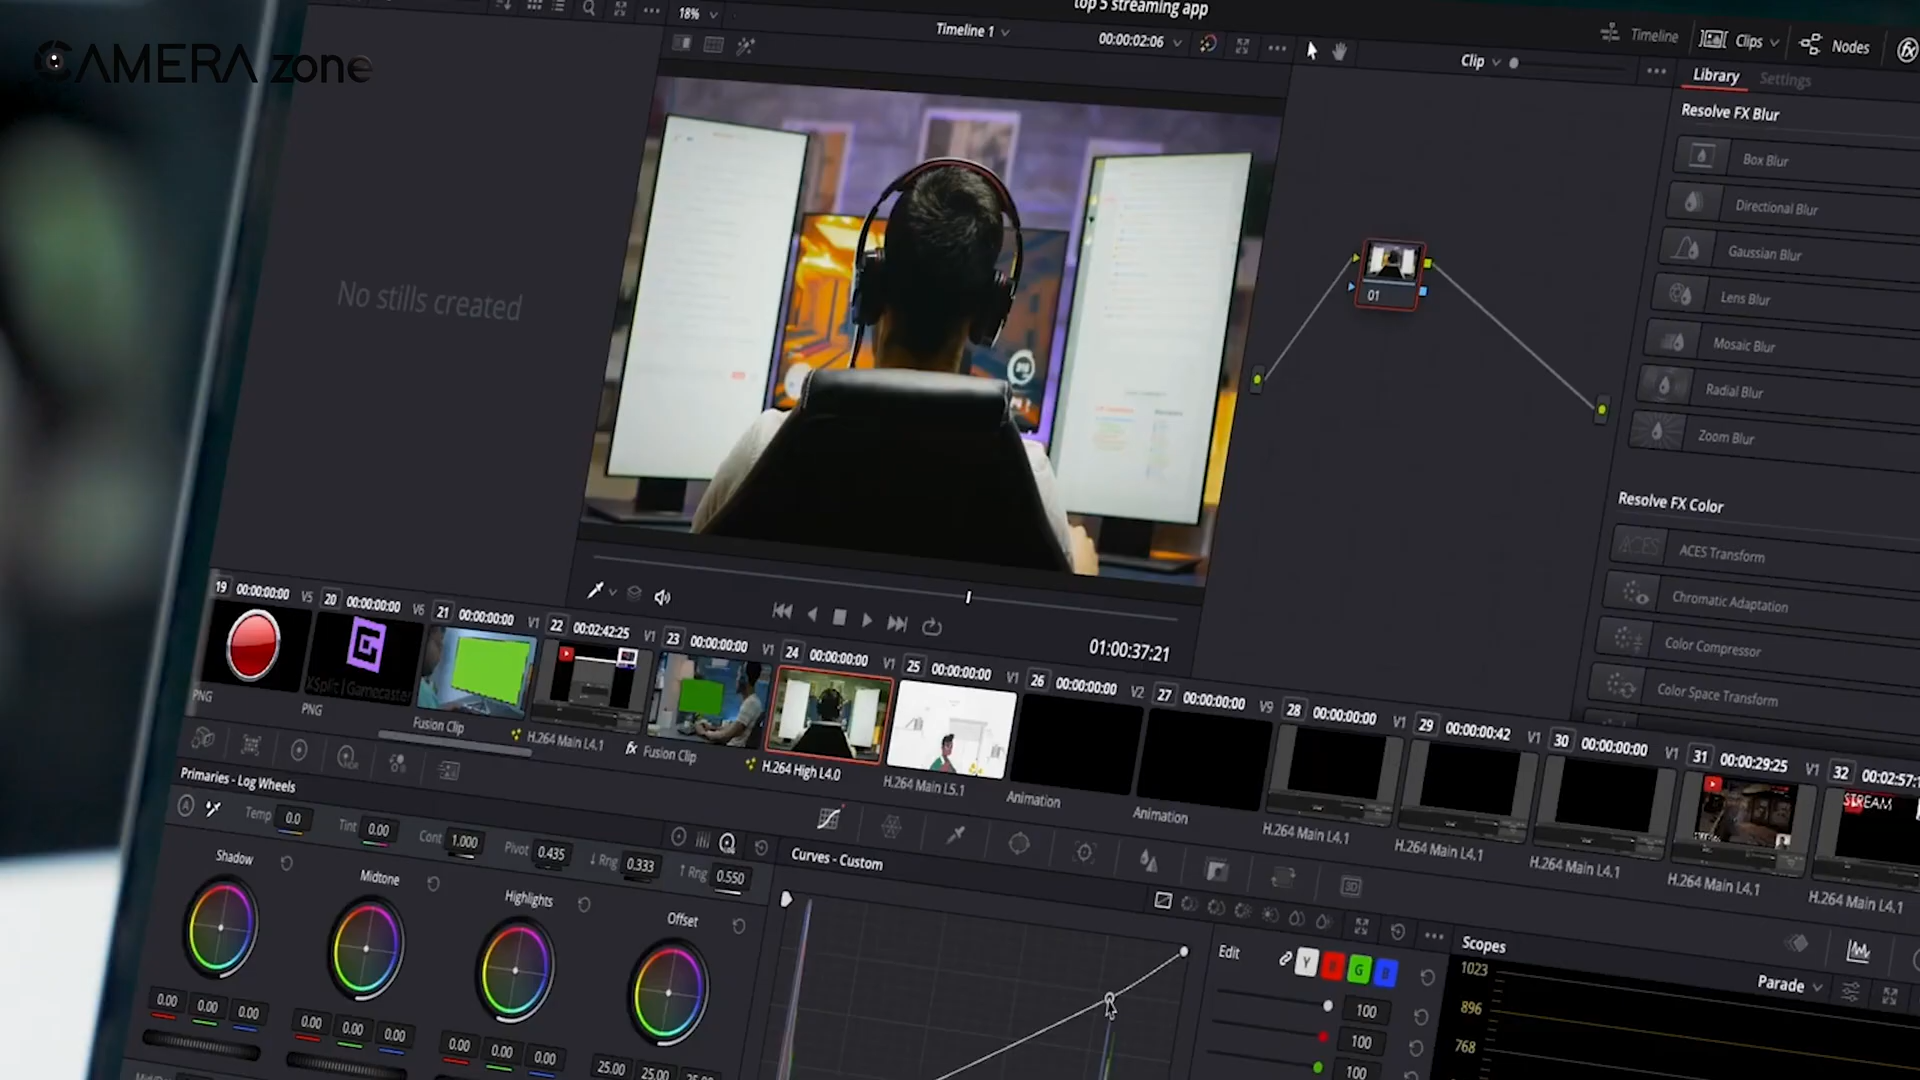 CAMERA zone
top 5 streaming app
18%
Timeline 1
00:00:02:06
Clip
Timeline
Clips
Nodes
Library
Settings
Resolve FX Blur
Box Blur
Directional Blur
Gaussian Blur
Lens Blur
Mosaic Blur
Radial Blur
Zoom Blur
Resolve FX Color
ACES Transform
Chromatic Adaptation
Color Compressor
Color Space Transform
No stills created
01
01:00:37:21
19 00:00:00:00 V5
20 00:00:00:00 V6
21 00:00:00:00 V1
22 00:02:42:25 V1
23 00:00:00:00 V1
24 00:00:00:00 V1
25 00:00:00:00 V1
26 00:00:00:00 V2
27 00:00:00:00 V9
28 00:00:00:00 V1
29 00:00:00:42 V1
30 00:00:00:00 V1
31 00:00:29:25 V1
32 00:02:57:1
XSplit | Gamecaster
STREAM
PNG
PNG
Fusion Clip
H.264 Main L4.1
Fusion Clip
H.264 High L4.0
H.264 Main L5.1
Animation
Animation
H.264 Main L4.1
H.264 Main L4.1
H.264 Main L4.1
H.264 Main L4.1
H.264 Main L4.1
Primaries - Log Wheels
Temp 0.0
Tint 0.00
Cont 1.000
Pivot 0.435
↓ Rng 0.333
↑ Rng 0.550
Shadow
Midtone
Highlights
Offset
0.00 0.00 0.00
0.00 0.00 0.00
0.00 0.00 0.00
25.00 25.00
Curves - Custom
Edit
Y R G B
100
100
100
Scopes
Parade
1023
896
768